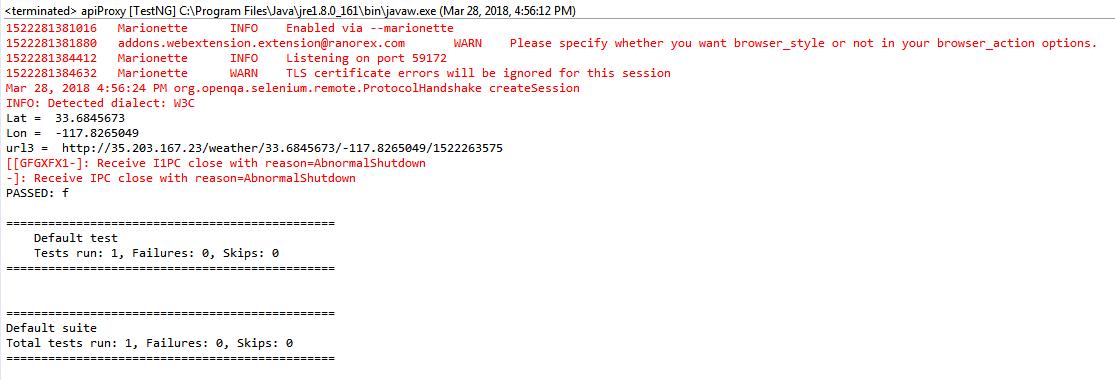 <terminated> apiProxy [TestNG] C:\Program Files\Java\jre1.8.0_161\bin\javaw.exe (Mar 28, 2018, 4:56:12 PM)
1522281381016 Marionette INFO Enabled via --marionette
1522281381880 addons.webextension.extension@ranorex.com WARN Please specify whether you want browser_style or not in your browser_action options.
1522281384412 Marionette INFO Listening on port 59172
1522281384632 Marionette WARN TLS certificate errors will be ignored for this session
Mar 28, 2018 4:56:24 PM org.openqa.selenium.remote.ProtocolHandshake createSession
INFO: Detected dialect: W3C
Lat =  33.6845673
Lon =  -117.8265049
url3 =  http://35.203.167.23/weather/33.6845673/-117.8265049/1522263575
[[GFGXFX1-]: Receive I1PC close with reason=AbnormalShutdown
-]: Receive IPC close with reason=AbnormalShutdown
PASSED: f
===============================================
Default test
Tests run: 1, Failures: 0, Skips: 0
===============================================
===============================================
Default suite
Total tests run: 1, Failures: 0, Skips: 0
===============================================